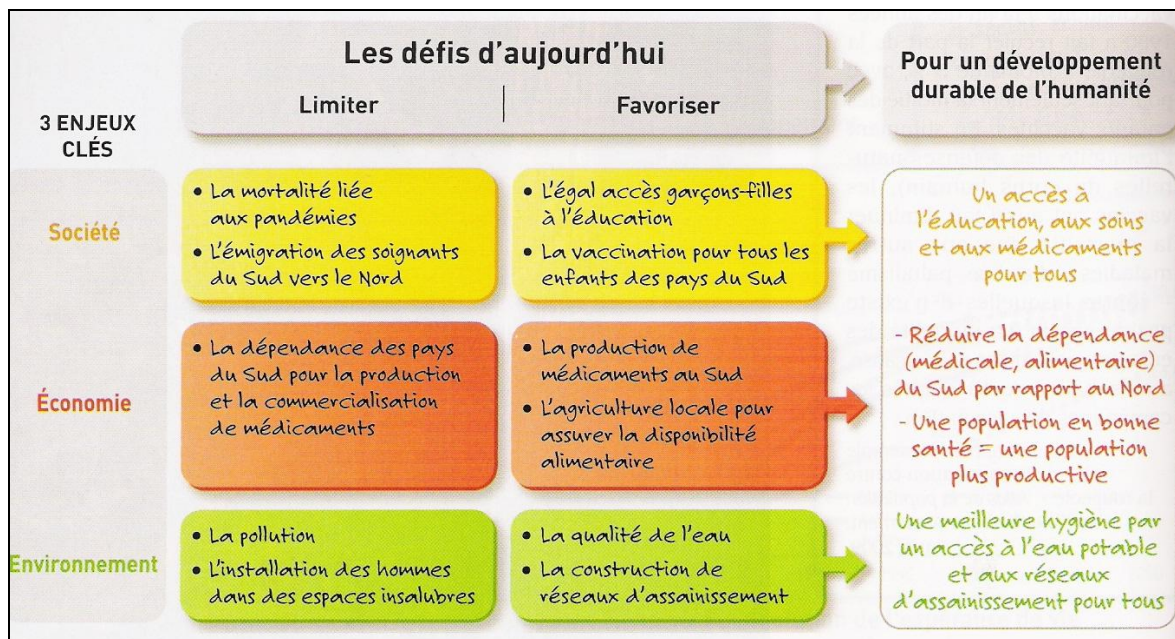 Les défis d'aujourd'hui
Limiter
Favoriser
Pour un développement
durable de l'humanité
3 ENJEUX
CLÉS
Société
• La mortalité liée
aux pandémies
• L'émigration des soignants
du Sud vers le Nord
• L'égal accès garçons-filles
à l'éducation
• La vaccination pour tous les
enfants des pays du Sud
Un accès à
l'éducation, aux soins
et aux médicaments
pour tous
Économie
• La dépendance des pays
du Sud pour la production
et la commercialisation
de médicaments
• La production de
médicaments au Sud
• L'agriculture locale pour
assurer la disponibilité
alimentaire
- Réduire la dépendance
(médicale, alimentaire)
du Sud par rapport au Nord
- Une population en bonne
santé = une population
plus productive
Environnement
• La pollution
• L'installation des hommes
dans des espaces insalubres
• La qualité de l'eau
• La construction de
réseaux d'assainissement
Une meilleure hygiène par
un accès à l'eau potable
et aux réseaux
d'assainissement pour tous